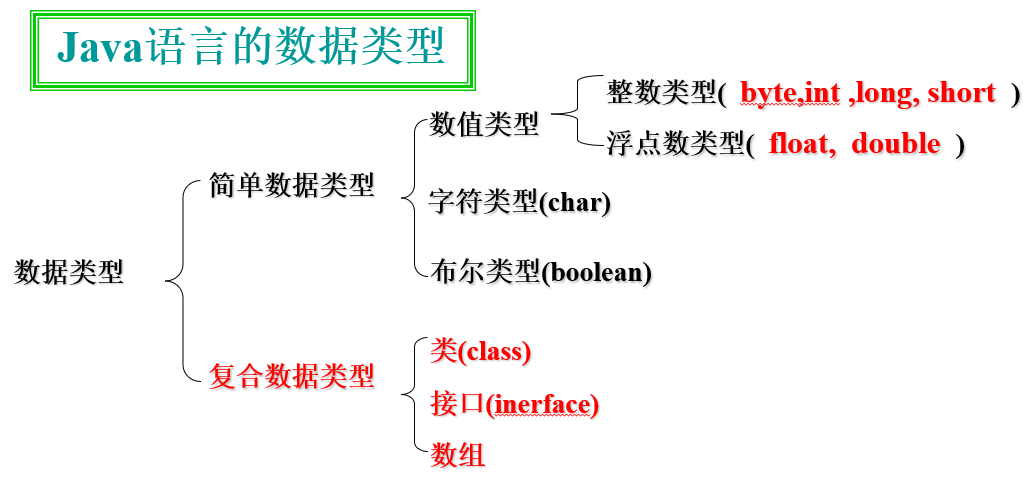 Java语言的数据类型
整数类型( byte,int ,long, short )
数值类型
浮点数类型( float, double )
简单数据类型
字符类型(char)
数据类型
布尔类型(boolean)
类(class)
复合数据类型
接口(inerface)
数组